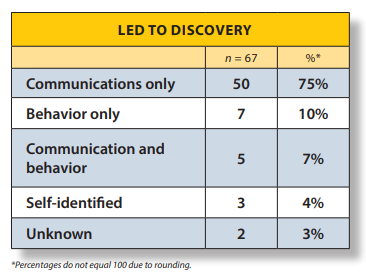 LED TO DISCOVERY
n = 67 %*
Communications only 50 75%
Behavior only 7 10%
Communication and
behavior 5 7%
Self-identified 3 4%
Unknown 2 3%
*Percentages do not equal 100 due to rounding.